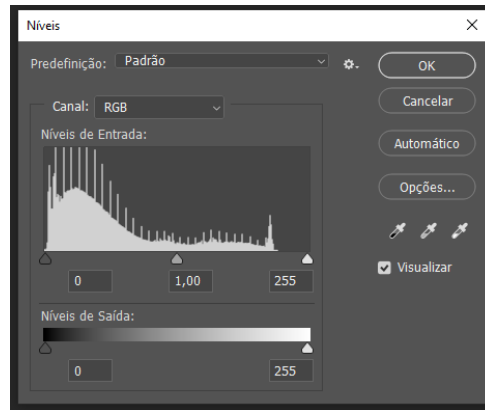 Níveis
Predefinição: Padrão
OK
Canal: RGB
Cancelar
Níveis de Entrada:
Automático
Opções...
Visualizar
0 1,00 255
Níveis de Saída:
0 255